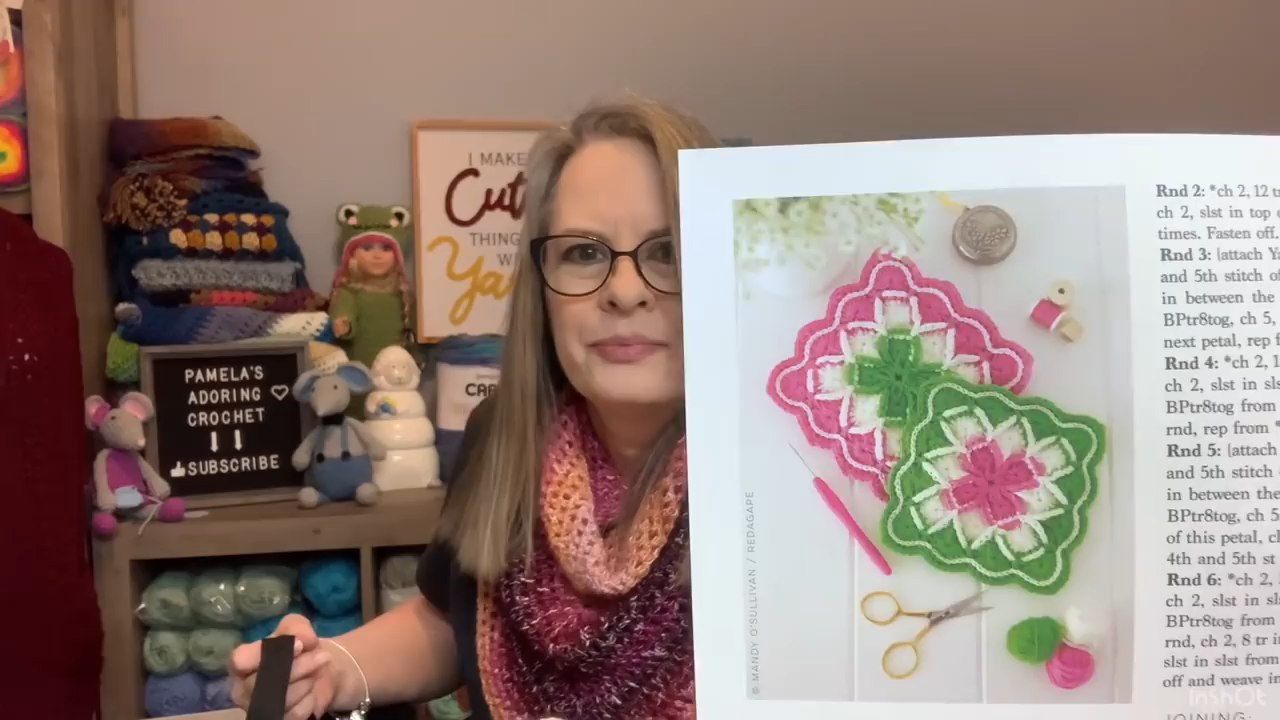 I MAKE
Cut
THING
W
Ya
PAMELA'S
ADORING
CROCHET
SUBSCRIBE
CAR
© MANDY O'SULLIVAN / REDAGAPE
Rnd 2: *ch 2, 12 t
ch 2, slst in top
times. Fasten off.
Rnd 3: [attach Y
and 5th stitch o
in between the
BPtr8tog, ch 5,
next petal, rep f
Rnd 4: *ch 2, 1
ch 2, slst in sl
BPtr8tog from
rnd, rep from *
Rnd 5: [attach
and 5th stitch
in between the
BPtr8tog, ch 5
of this petal, c
4th and 5th st
Rnd 6: *ch 2,
ch 2, slst in sl
BPtr8tog from
rnd, ch 2, 8 tr i
slst in slst from
off and weave in
JOINING:
InShOt